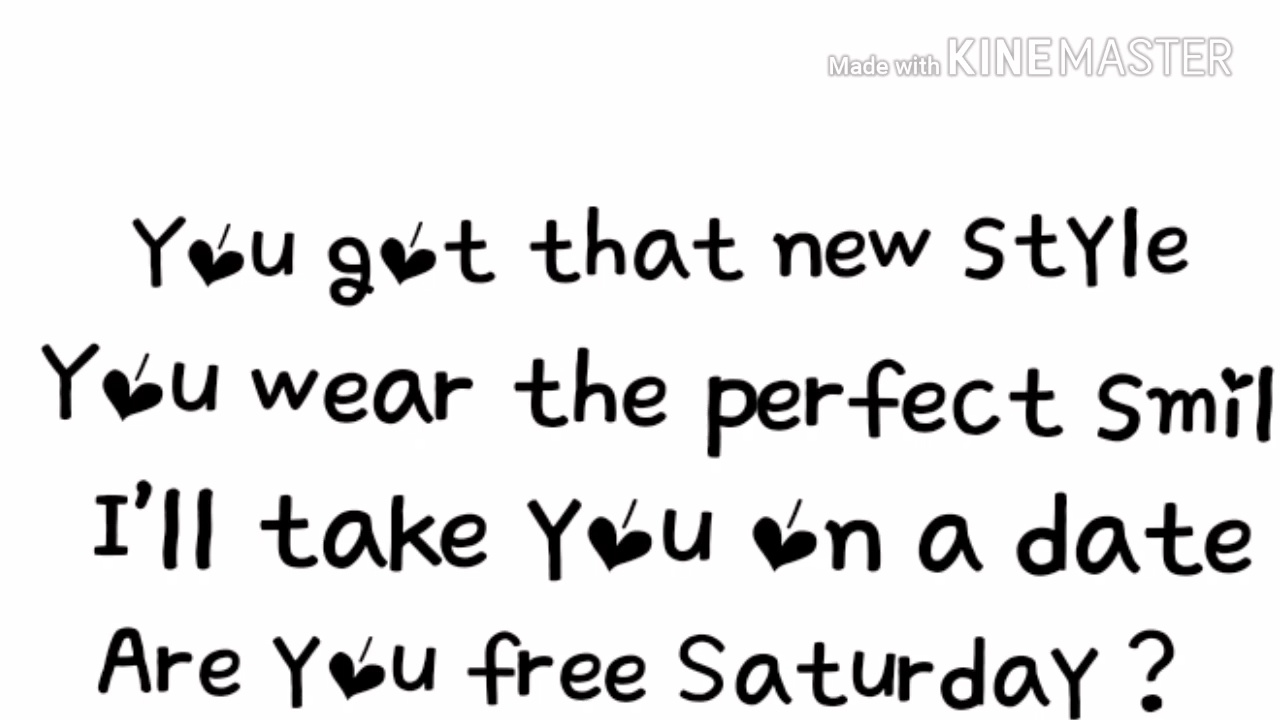 Made with KINEMASTER
You got that new style
You wear the perfect smil
I'll take You on a date
Are You free Saturday ?